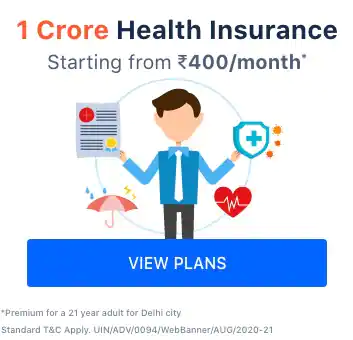 1 Crore Health Insurance
Starting from ₹400/month*
VIEW PLANS
*Premium for a 21 year adult for Delhi city
Standard T&C Apply. UIN/ADV/0094/WebBanner/AUG/2020-21